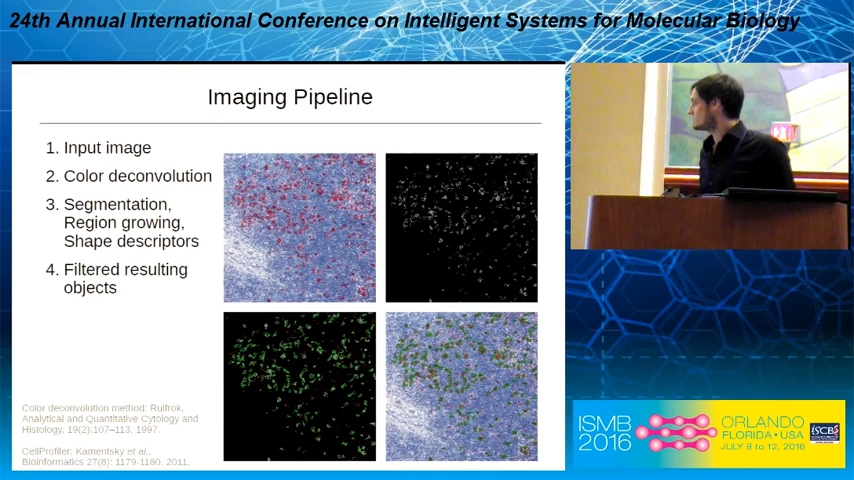 24th Annual International Conference on Intelligent Systems for Molecular Biology
Imaging Pipeline
1. Input image
2. Color deconvolution
3. Segmentation,
Region growing,
Shape descriptors
4. Filtered resulting
objects
Color deconvolution method: Ruifrok,
Analytical and Quantitative Cytology and
Histology, 19(2):107–113, 1997.
CellProfiler: Kamentsky et al.,
Bioinformatics 27(8): 1179-1180, 2011.
EXIT
ISMB
2016
ORLANDO
FLORIDA • USA
JULY 8 to 12, 2016
ISCB